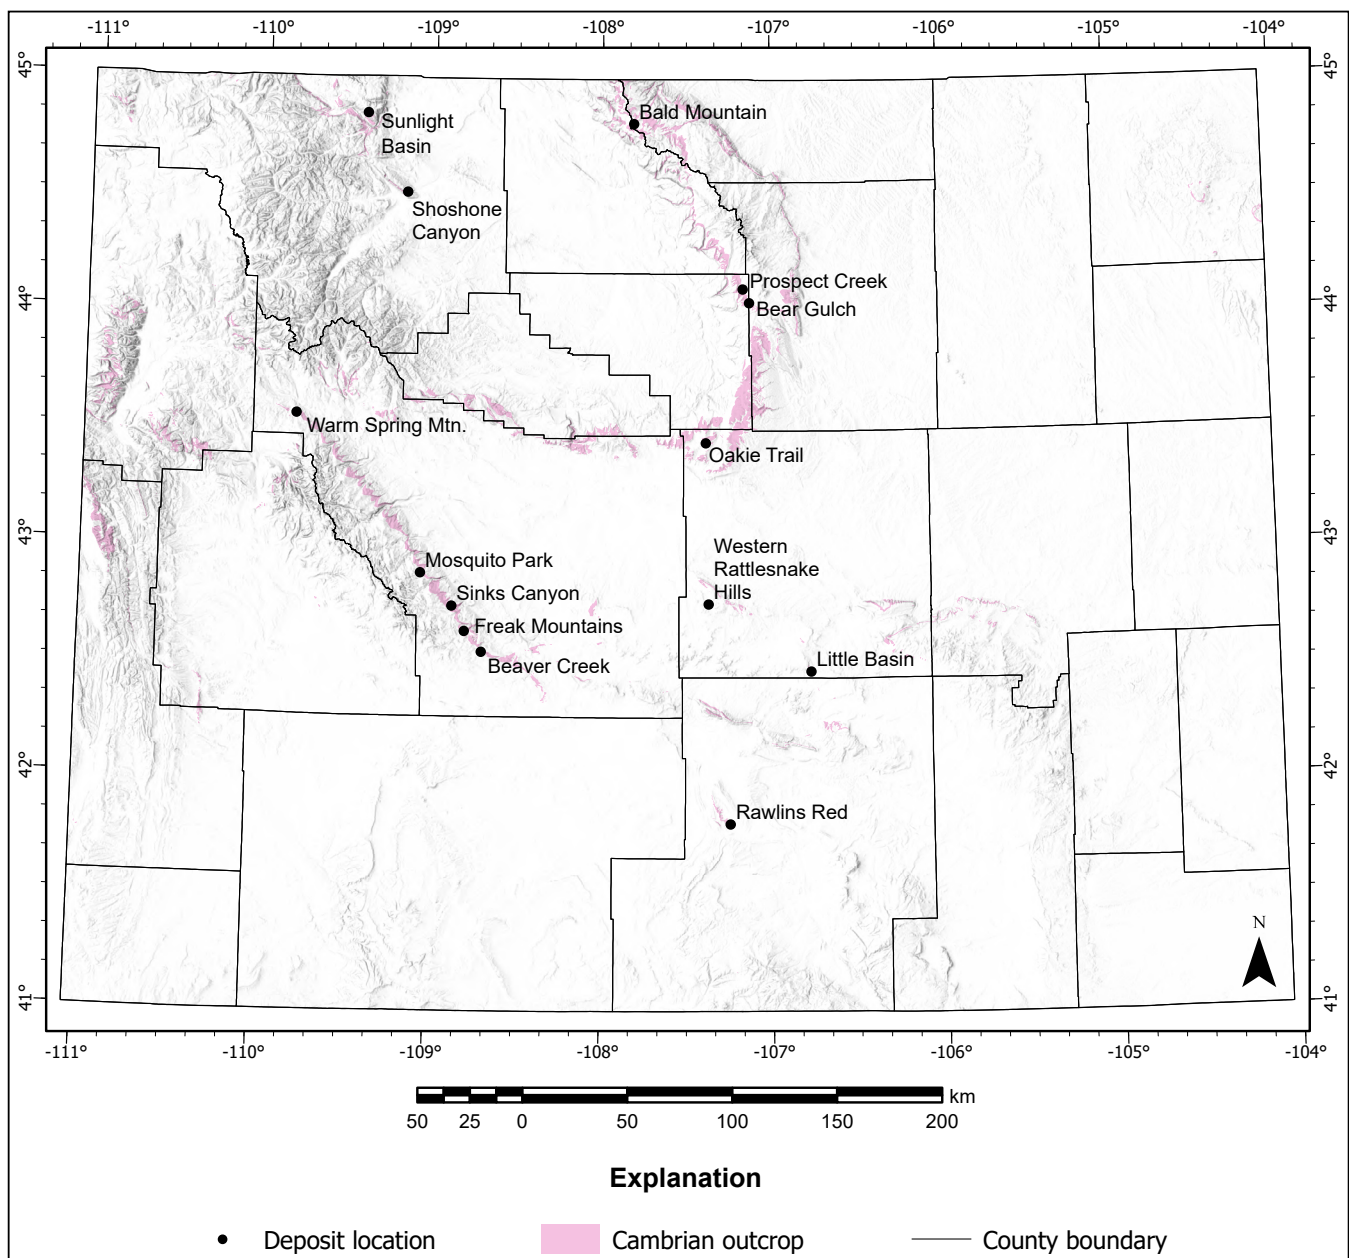 -111° -110° -109° -108° -107° -106° -105° -104°
45° 45°
Bald Mountain
Sunlight
Basin
Shoshone
Canyon
Prospect Creek
44° 44°
Bear Gulch
Warm Spring Mtn.
Oakie Trail
43° 43°
Western
Rattlesnake
Hills
Mosquito Park
Sinks Canyon
Freak Mountains
Little Basin
Beaver Creek
42° 42°
Rawlins Red
N
41° 41°
-111° -110° -109° -108° -107° -106° -105° -104°
km
50 25 0 50 100 150 200
Explanation
Deposit location Cambrian outcrop County boundary